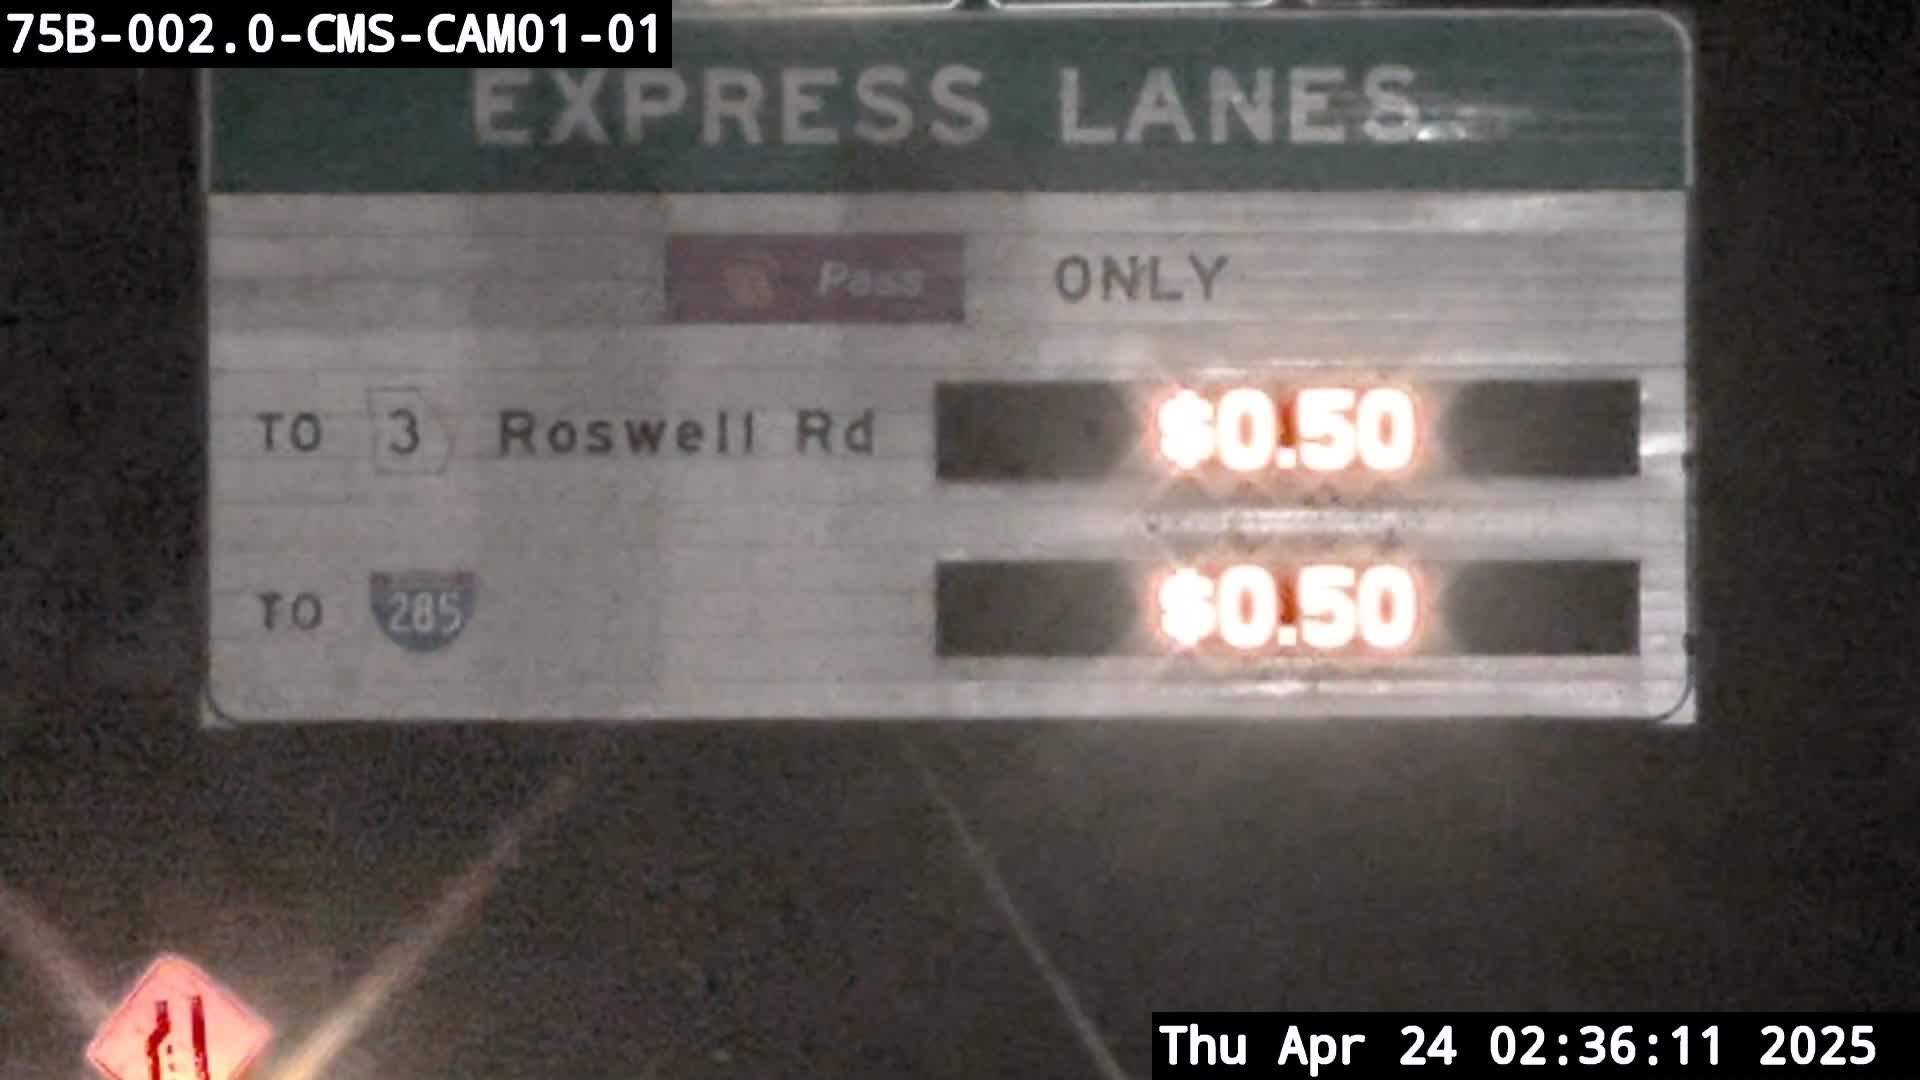 75B-002.0-CMS-CAM01-01
EXPRESS LANES
Pass ONLY
TO 3 Roswell Rd $0.50
TO 285 $0.50
Thu Apr 24 02:36:11 2025